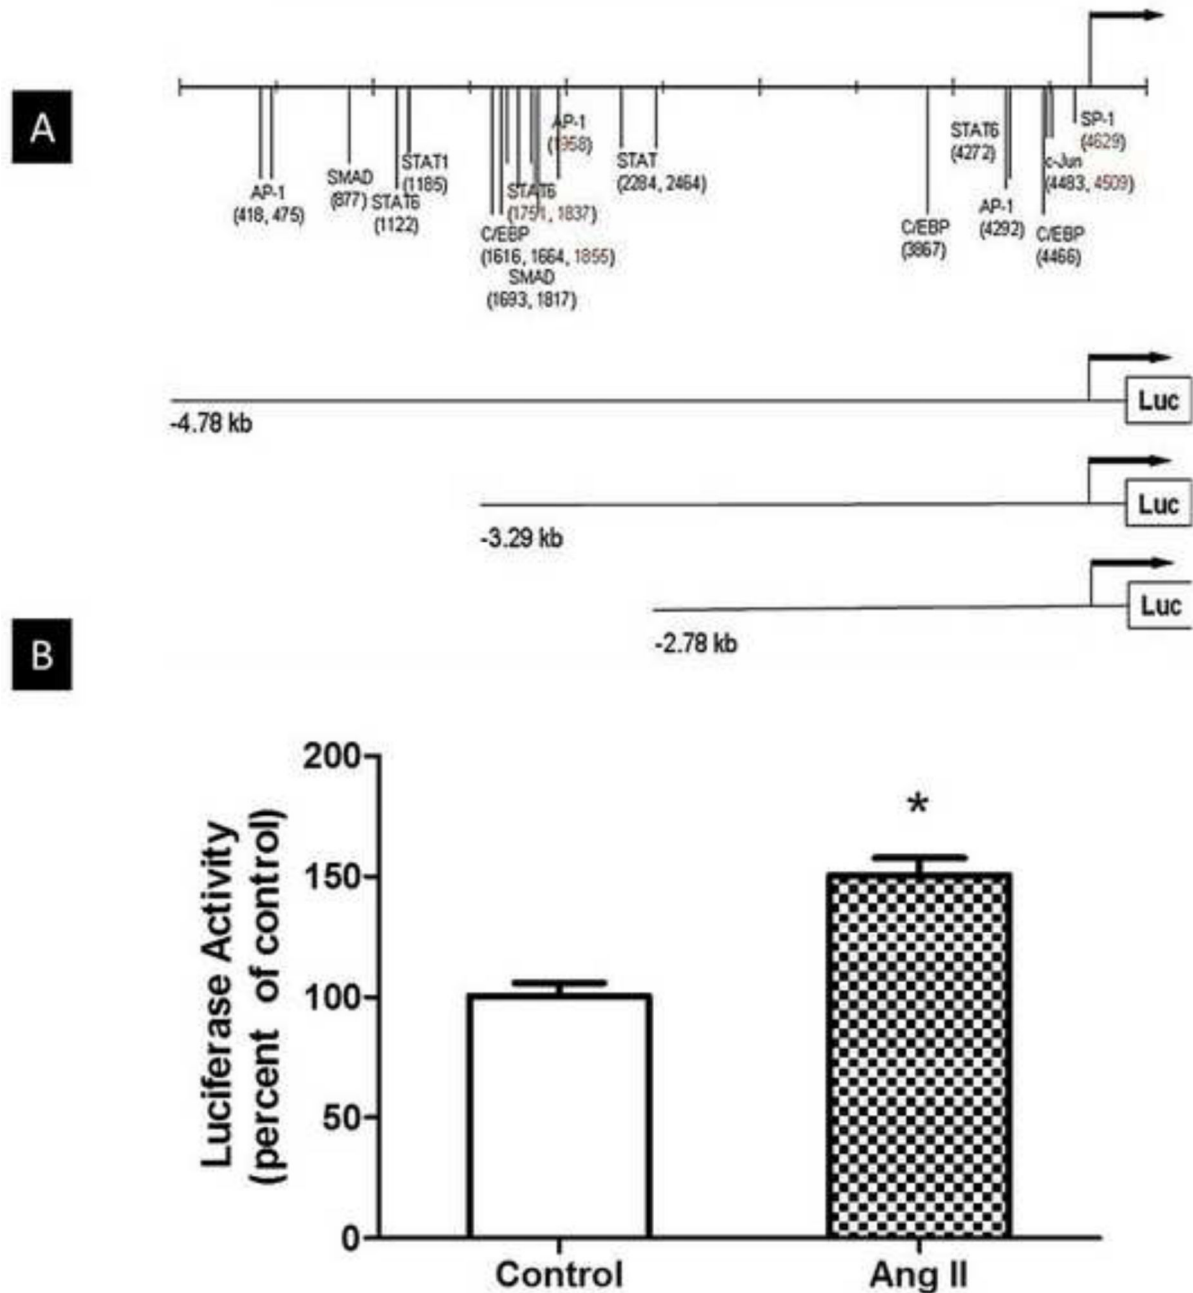 A
AP-1
(418, 475)
SMAD
(877)
STAT6
(1122)
STAT1
(1185)
C/EBP
(1616, 1664, 1855)
SMAD
(1693, 1817)
STAT6
(1751, 1837)
AP-1
(1958)
STAT
(2284, 2464)
C/EBP
(3867)
STAT6
(4272)
AP-1
(4292)
C/EBP
(4466)
c-Jun
(4483, 4509)
SP-1
(4629)
-4.78 kb
Luc
-3.29 kb
Luc
-2.78 kb
Luc
B
Luciferase Activity
(percent of control)
200
150
100
50
0
*
Control
Ang II